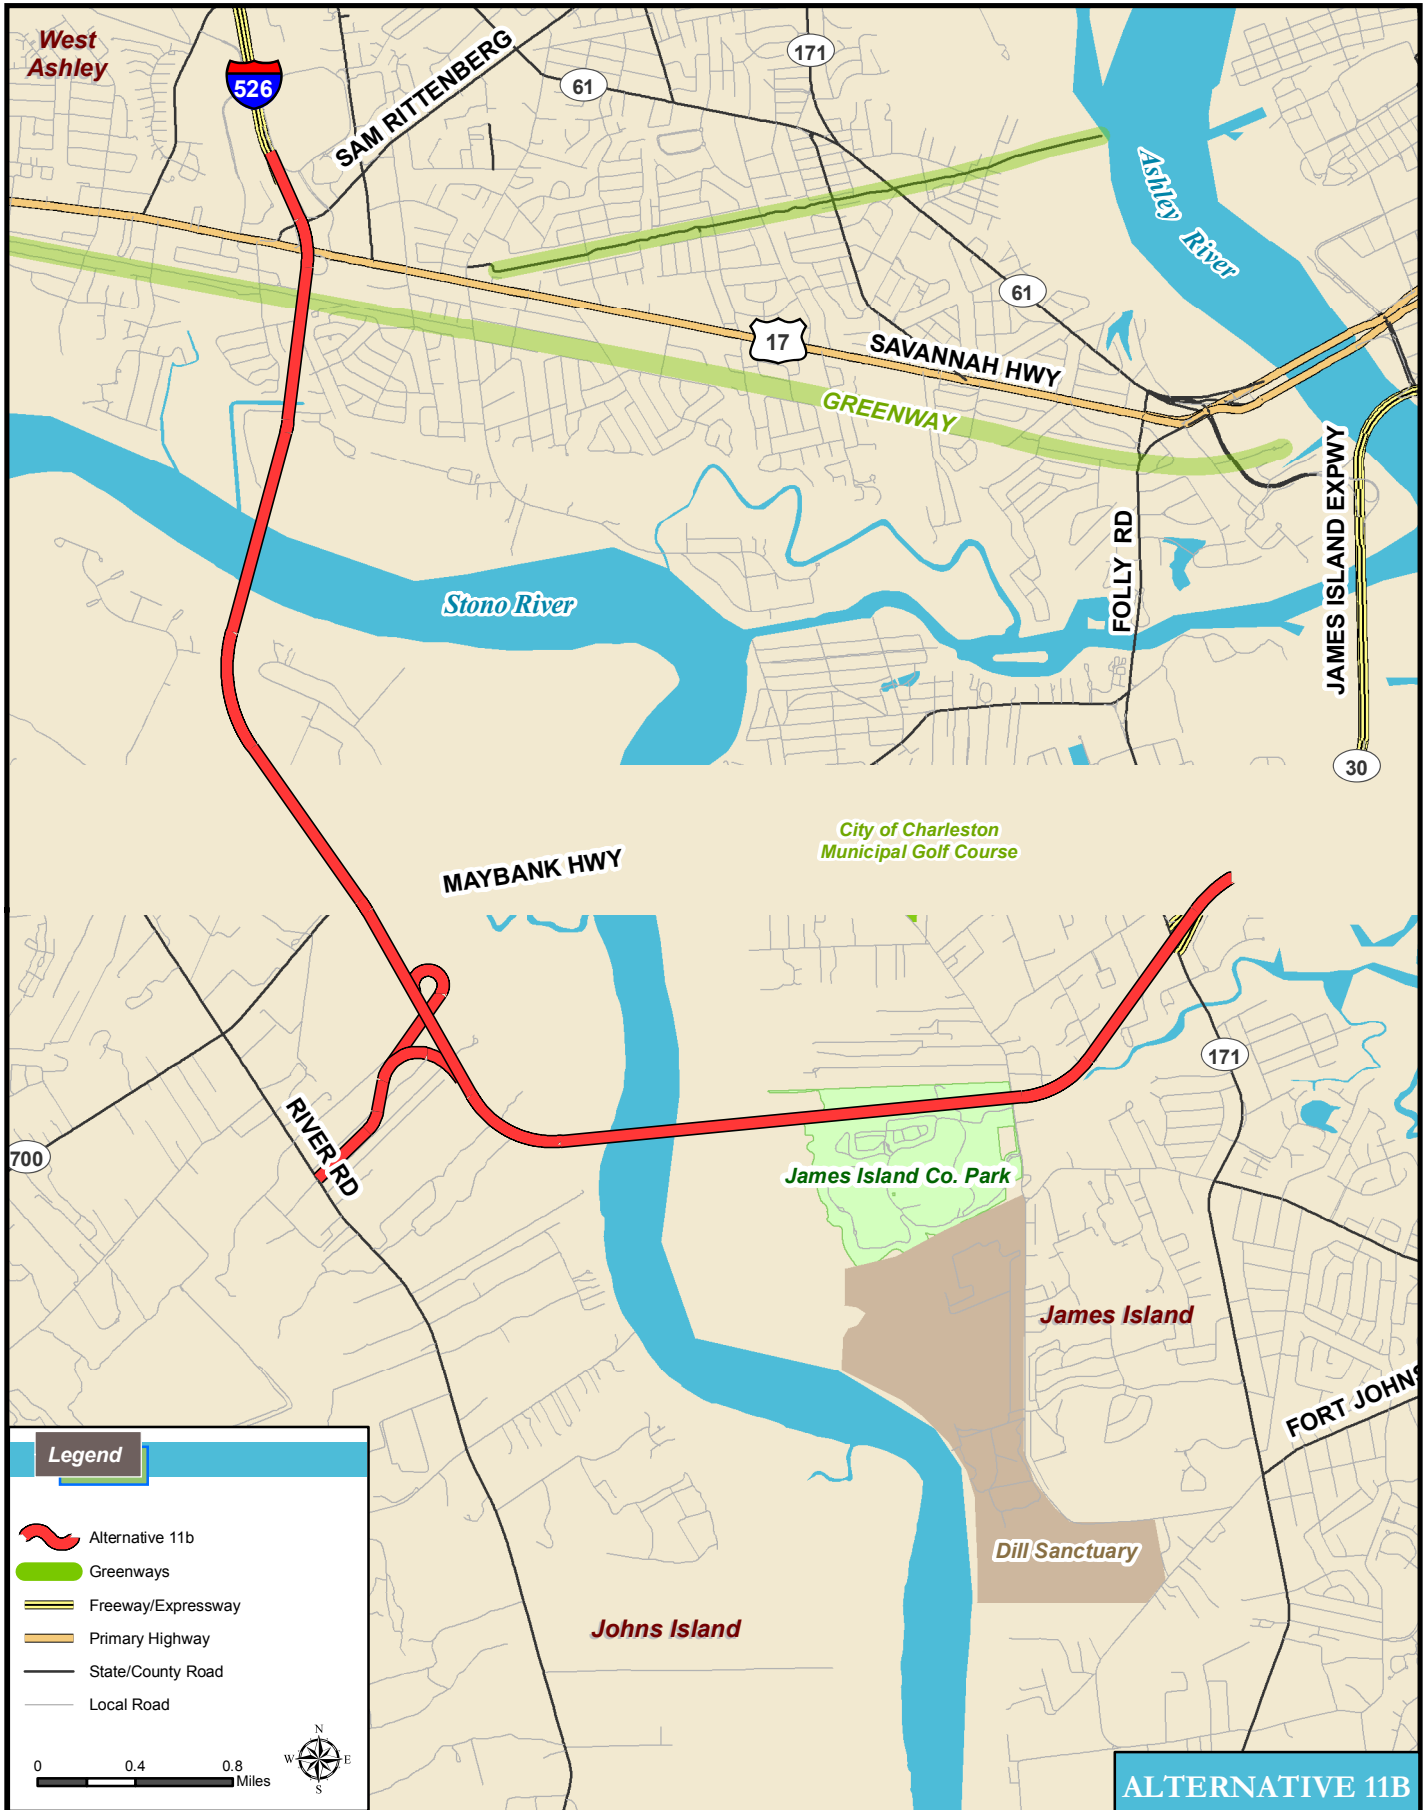 West
Ashley
526
SAM RITTENBERG
61
171
Ashley River
61
17
SAVANNAH HWY
GREENWAY
JAMES ISLAND EXPWY
FOLLY RD
Stono River
30
City of Charleston
Municipal Golf Course
MAYBANK HWY
171
RIVER RD
700
James Island Co. Park
James Island
FORT JOHNS
Dill Sanctuary
Johns Island
Legend
Alternative 11b
Greenways
Freeway/Expressway
Primary Highway
State/County Road
Local Road
0 0.4 0.8
Miles
N
W E
S
ALTERNATIVE 11B